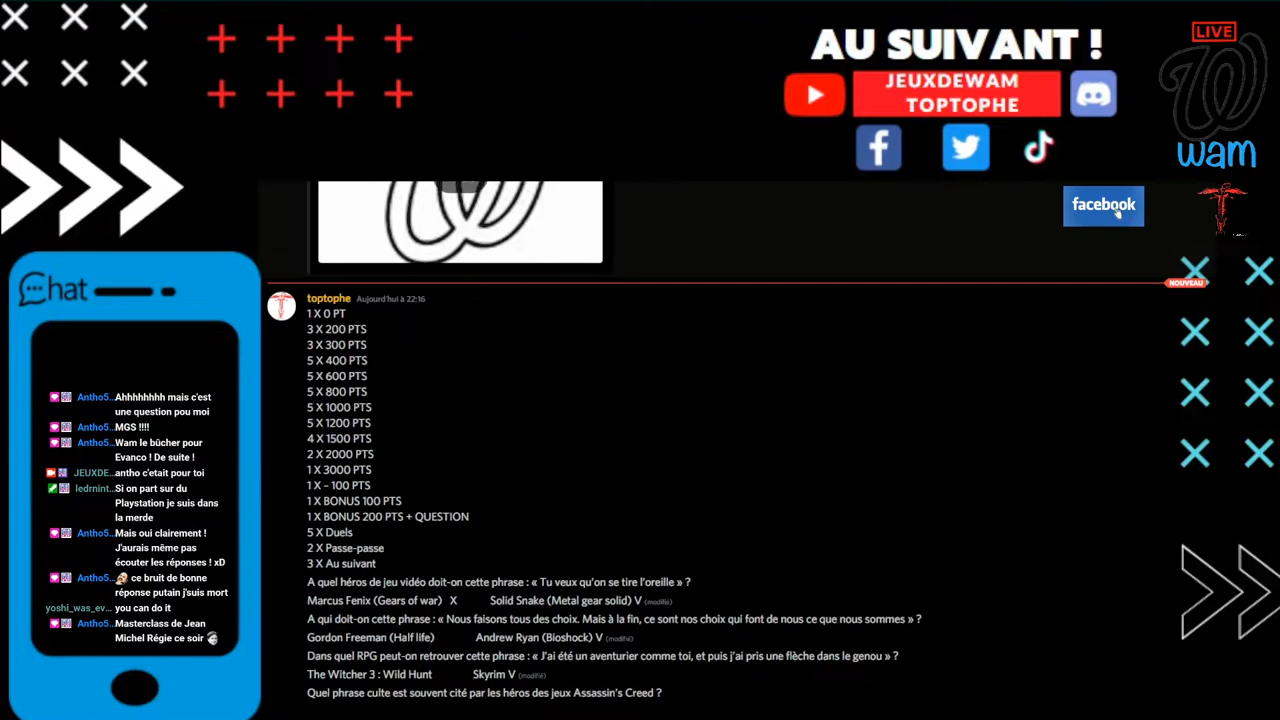 LIVE
AU SUIVANT !
JEUXDEWAM
TOPTOPHE
wam
facebook
NOUVEAU
Chat
Antho5... Ahhhhhhhh mais c'est
une question pou moi
Antho5... MGS !!!!
Antho5... Wam le bûcher pour
Evanco ! De suite !
JEUXDE... antho c'etait pour toi
ledrnint... Si on part sur du
Playstation je suis dans
la merde
Antho5... Mais oui clairement !
J'aurais même pas
écouter les réponses ! xD
Antho5... ce bruit de bonne
réponse putain j'suis mort
yoshi_was_ev... you can do it
Antho5... Masterclass de Jean
Michel Régie ce soir
toptophe Aujourd'hui à 22:16
1 X 0 PT
3 X 200 PTS
3 X 300 PTS
5 X 400 PTS
5 X 600 PTS
5 X 800 PTS
5 X 1000 PTS
5 X 1200 PTS
4 X 1500 PTS
2 X 2000 PTS
1 X 3000 PTS
1 X – 100 PTS
1 X BONUS 100 PTS
1 X BONUS 200 PTS + QUESTION
5 X Duels
2 X Passe-passe
3 X Au suivant
A quel héros de jeu vidéo doit-on cette phrase : « Tu veux qu'on se tire l'oreille » ?
Marcus Fenix (Gears of war) X Solid Snake (Metal gear solid) V (modifié)
A qui doit-on cette phrase : « Nous faisons tous des choix. Mais à la fin, ce sont nos choix qui font de nous ce que nous sommes » ?
Gordon Freeman (Half life) Andrew Ryan (Bioshock) V (modifié)
Dans quel RPG peut-on retrouver cette phrase : « J'ai été un aventurier comme toi, et puis j'ai pris une flèche dans le genou » ?
The Witcher 3 : Wild Hunt Skyrim V (modifié)
Quel phrase culte est souvent cité par les héros des jeux Assassin's Creed ?